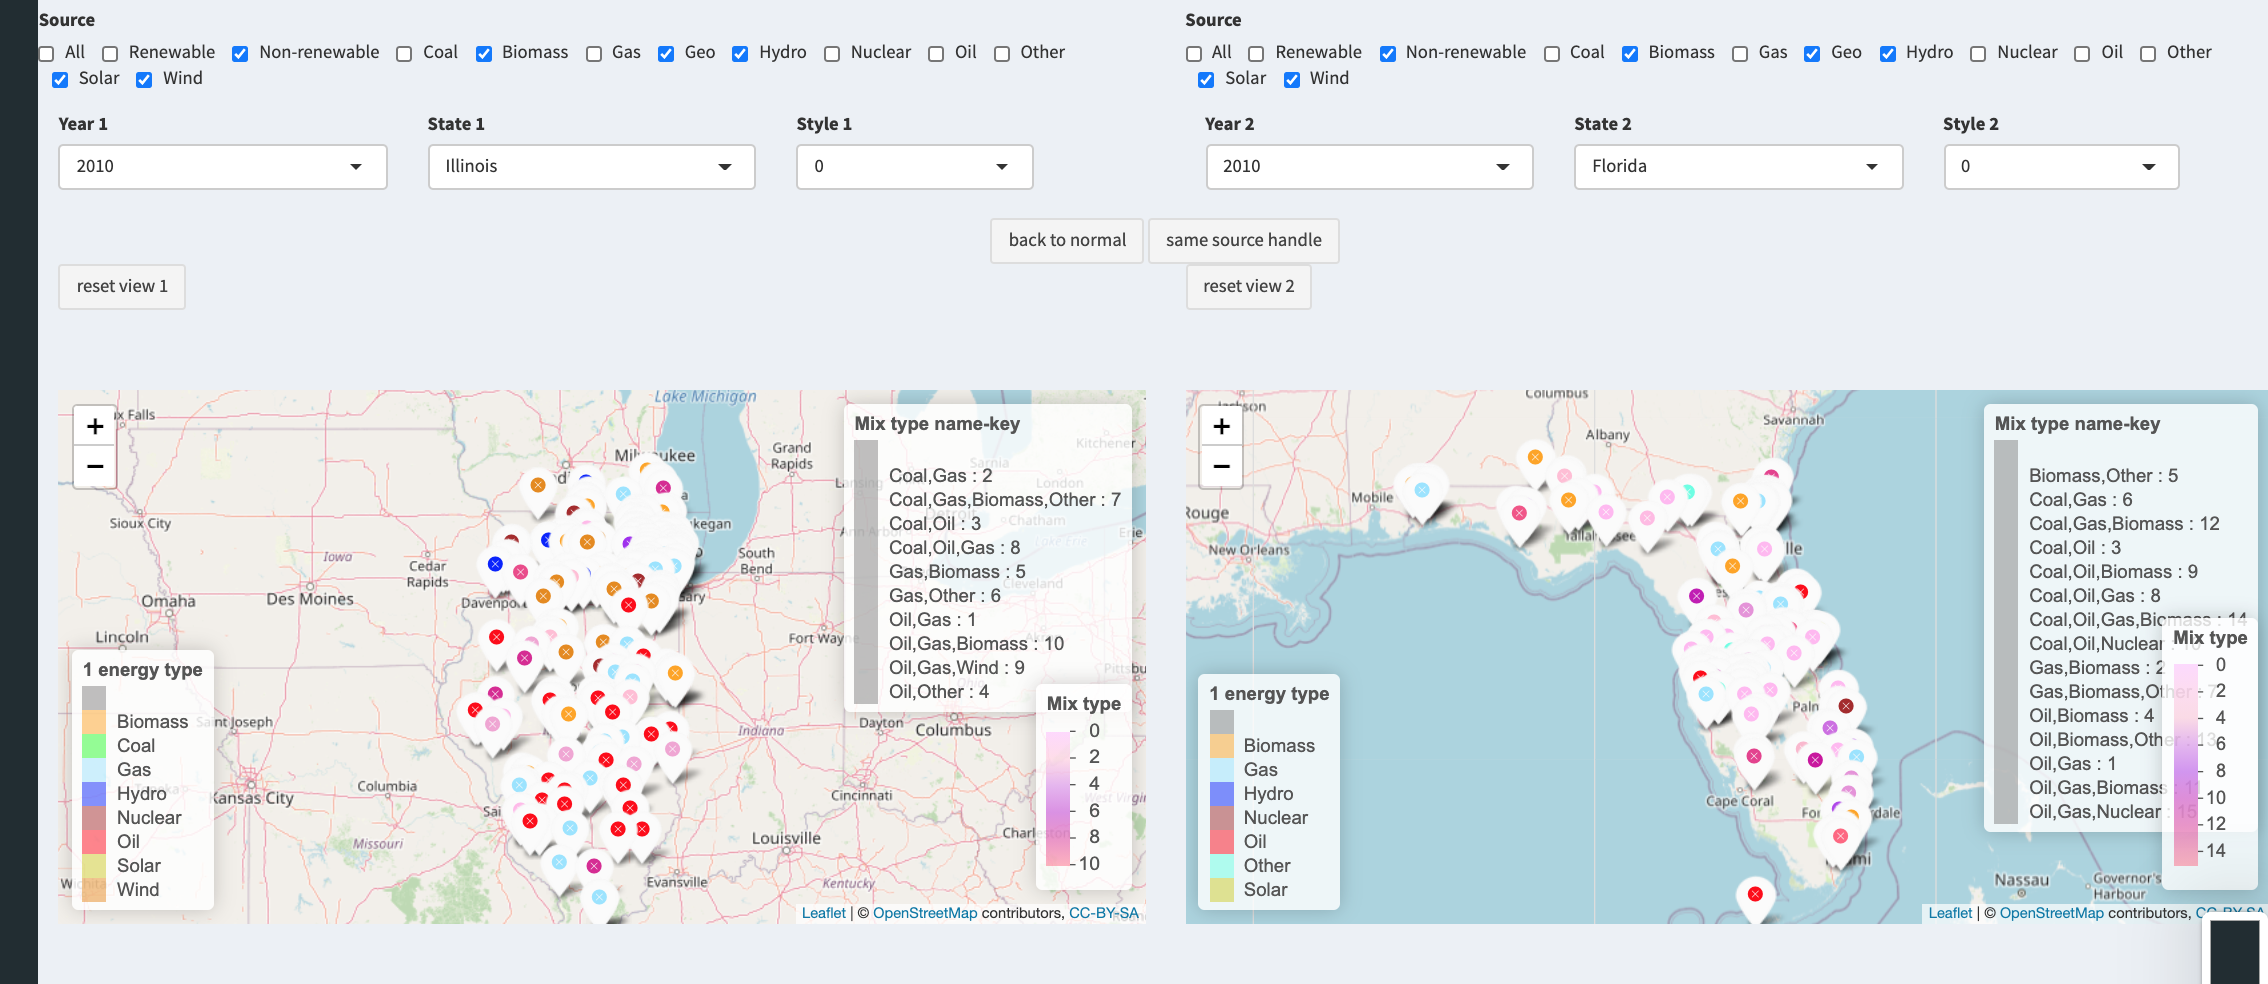 Source
All Renewable Non-renewable Coal Biomass Gas Geo Hydro Nuclear Oil Other
Solar Wind
Source
All Renewable Non-renewable Coal Biomass Gas Geo Hydro Nuclear Oil Other
Solar Wind
Year 1 State 1 Style 1
2010 Illinois 0
Year 2 State 2 Style 2
2010 Florida 0
back to normal same source handle
reset view 1 reset view 2
+
−
Lake Michigan
Grand
Rapids
Kitchener
Sarnia
London
Detroit
Chatham
Lake Erie
Erie
Cleveland
Sioux City
Iowa
Cedar
Rapids
South
Bend
Omaha
Des Moines
Lincoln
Fort Wayne
Saint Joseph
Kansas City
Columbia
Missouri
Indiana
Dayton
Columbus
Cincinnati
Louisville
Evansville
Kentucky
Mix type name-key
Coal,Gas : 2
Coal,Gas,Biomass,Other : 7
Coal,Oil : 3
Coal,Oil,Gas : 8
Gas,Biomass : 5
Gas,Other : 6
Oil,Gas : 1
Oil,Gas,Biomass : 10
Oil,Gas,Wind : 9
Oil,Other : 4
Mix type
0
2
4
6
8
10
1 energy type
Biomass
Coal
Gas
Hydro
Nuclear
Oil
Solar
Wind
Leaflet | © OpenStreetMap contributors, CC-BY-SA
+
−
Jackson
Columbus
Savannah
Albany
Mobile
Rouge
New Orleans
Cape Coral
Nassau
Governor's
Harbour
Mix type name-key
Biomass,Other : 5
Coal,Gas : 6
Coal,Gas,Biomass : 12
Coal,Oil : 3
Coal,Oil,Biomass : 9
Coal,Oil,Gas : 8
Coal,Oil,Gas,Biomass : 14
Coal,Oil,Nuclear : 10
Gas,Biomass : 2
Gas,Biomass,Other : 7
Oil,Biomass : 4
Oil,Biomass,Other : 13
Oil,Gas : 1
Oil,Gas,Biomass : 11
Oil,Gas,Nuclear : 15
Mix type
0
2
4
6
8
10
12
14
1 energy type
Biomass
Gas
Hydro
Nuclear
Oil
Other
Solar
Leaflet | © OpenStreetMap contributors, CC-BY-SA